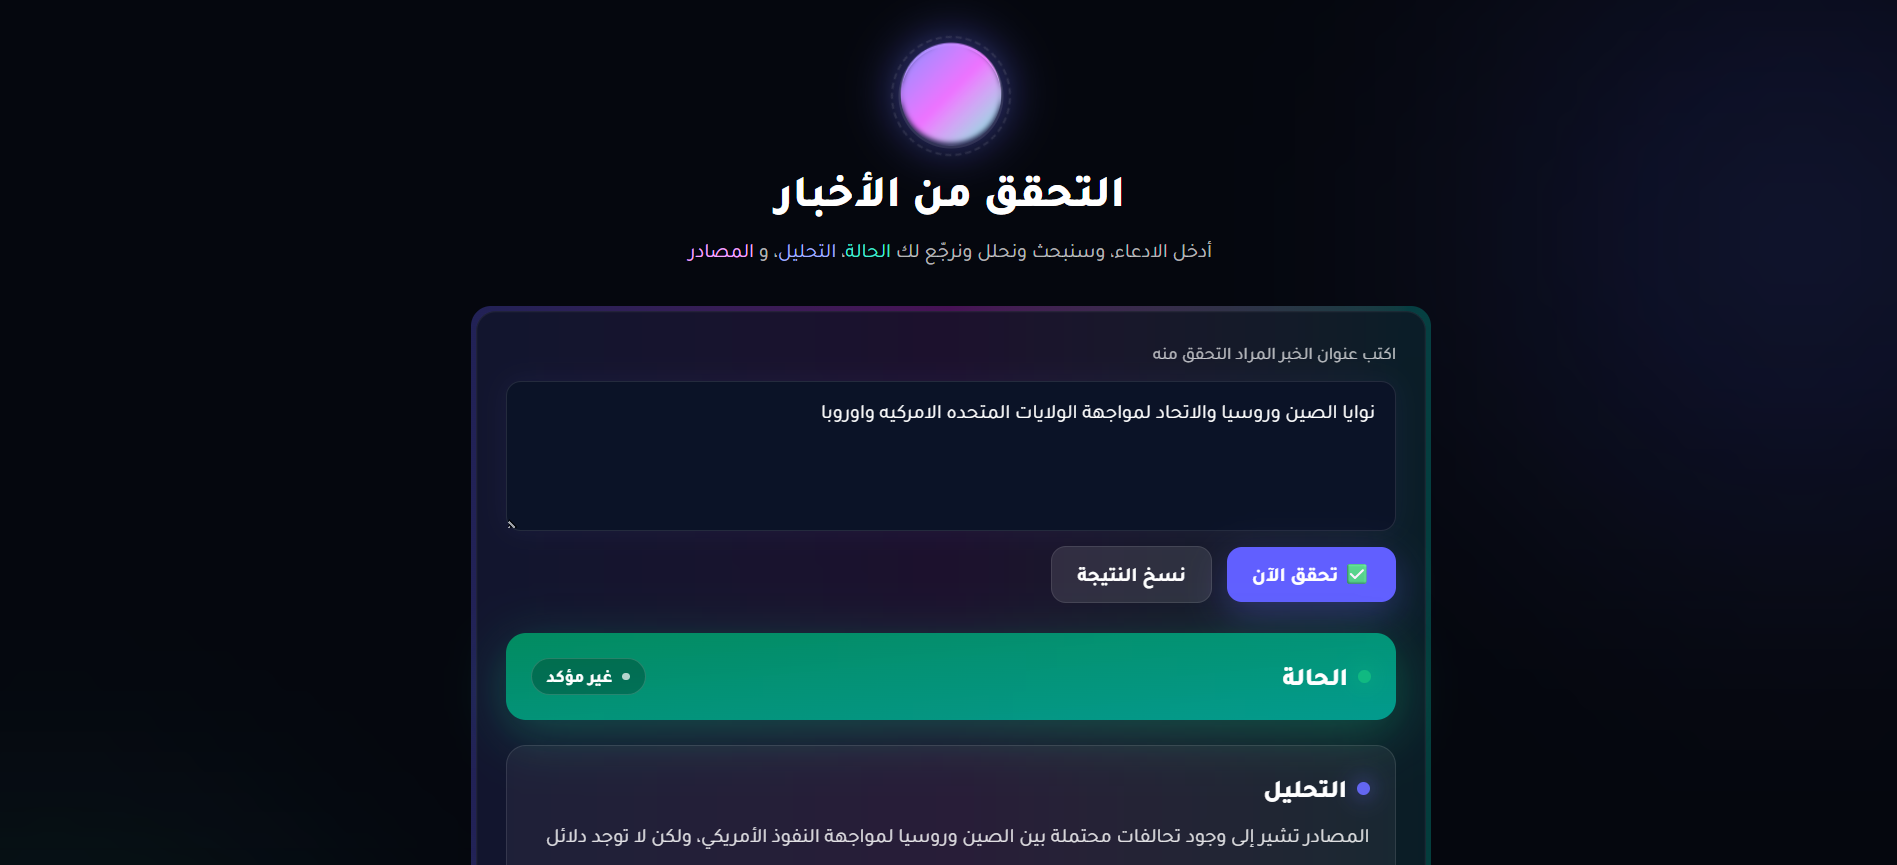 التحقق من الأخبار
أدخل الادعاء، وسنبحث ونحلل ونرجّع لك الحالة، التحليل، و المصادر
اكتب عنوان الخبر المراد التحقق منه
نوايا الصين وروسيا والاتحاد لمواجهة الولايات المتحده الامركيه واوروبا
✅ تحقق الآن
نسخ النتيجة
الحالة
غير مؤكد
التحليل
المصادر تشير إلى وجود تحالفات محتملة بين الصين وروسيا لمواجهة النفوذ الأمريكي، ولكن لا توجد دلائل